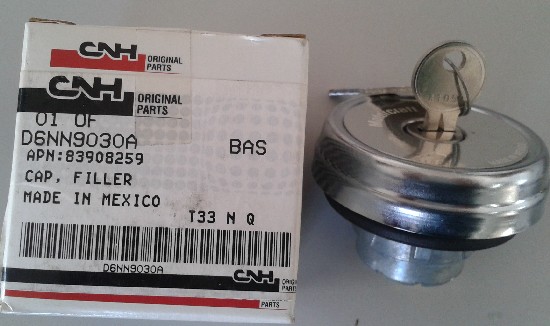 CNH ORIGINAL PARTS
CNH ORIGINAL PARTS
01 OF
D6NN9030A BAS
APN:83908259
CAP, FILLER
MADE IN MEXICO
T33 N Q
D6NN9030A
CNH ORIGINAL
PARTS